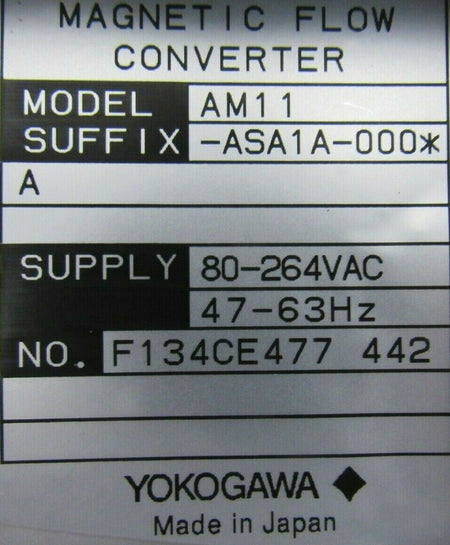 MAGNETIC FLOW
CONVERTER
MODEL AM11
SUFFIX -ASA1A-000*
A
SUPPLY 80-264VAC
47-63Hz
NO. F134CE477 442
YOKOGAWA
Made in Japan